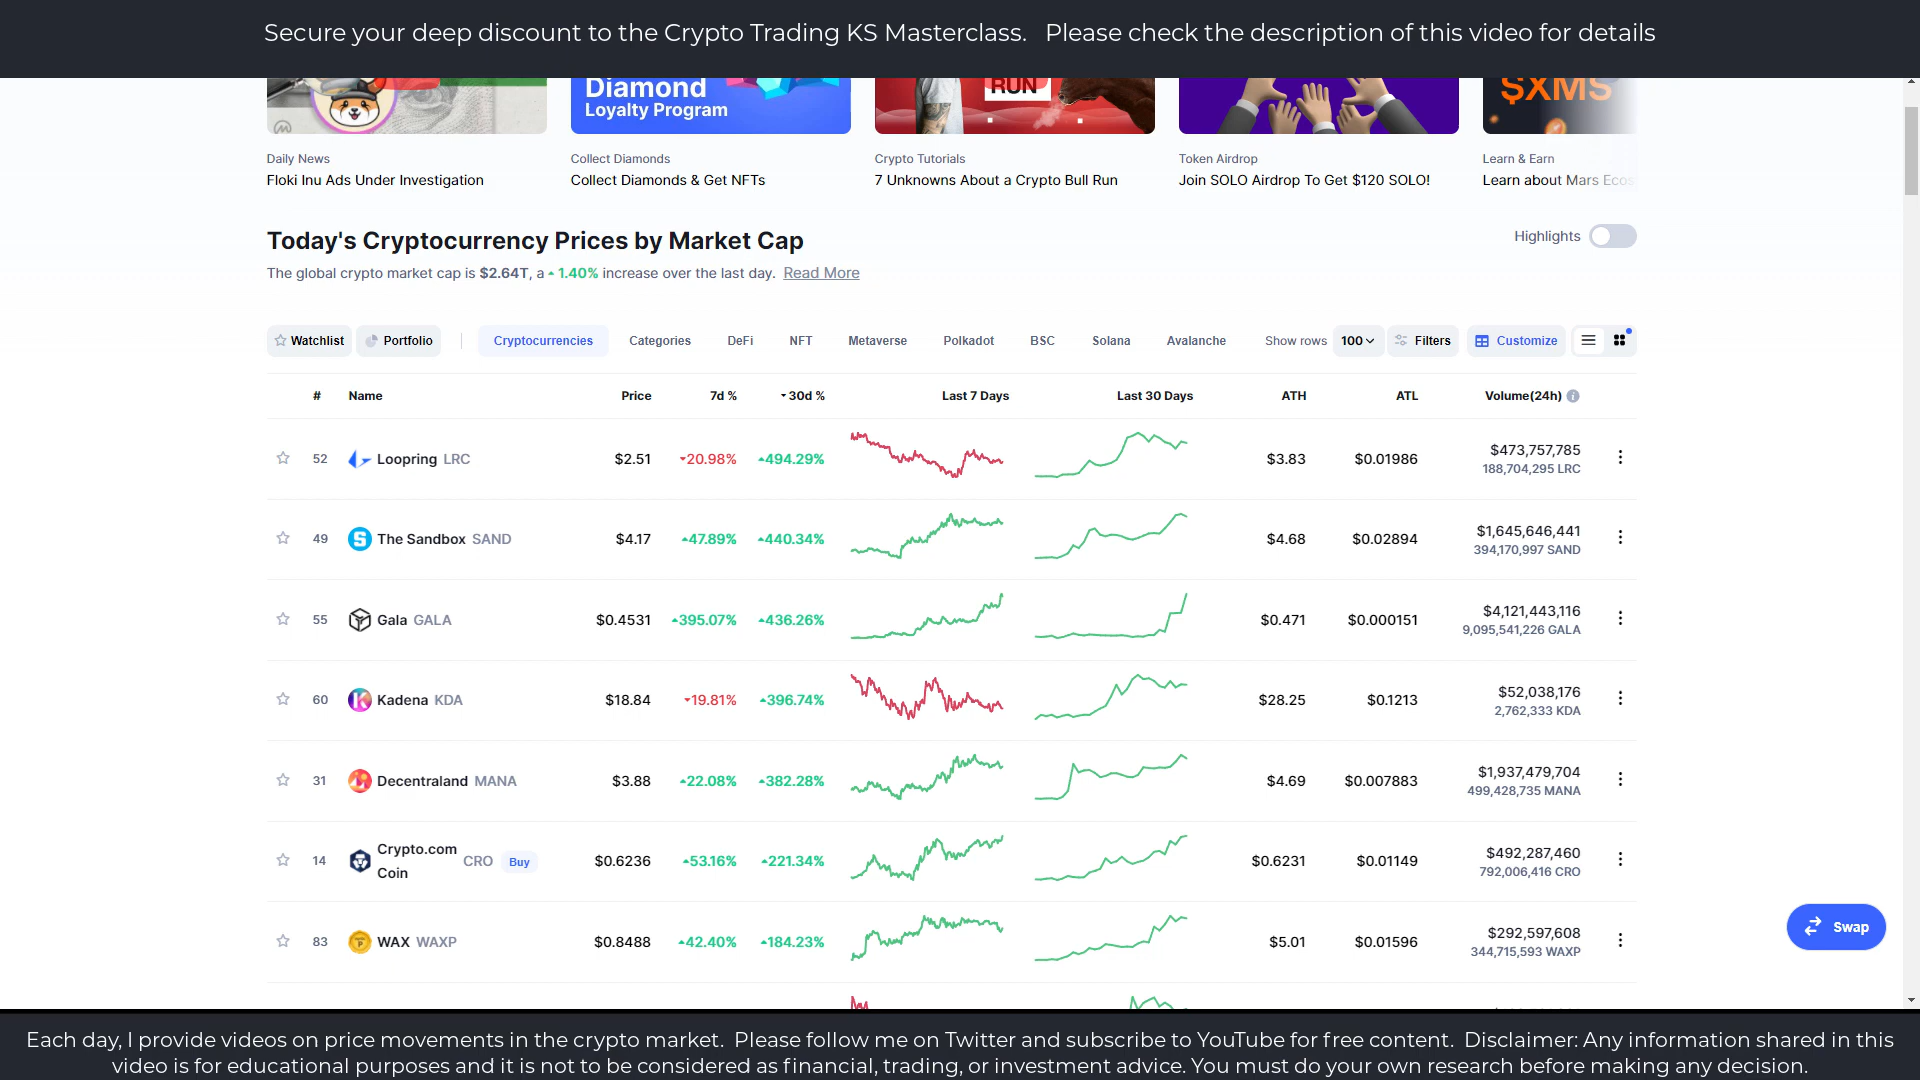 Secure your deep discount to the Crypto Trading KS Masterclass.   Please check the description of this video for details
Diamond
Loyalty Program
RUN
$XMS
Daily News
Floki Inu Ads Under Investigation
Collect Diamonds
Collect Diamonds & Get NFTs
Crypto Tutorials
7 Unknowns About a Crypto Bull Run
Token Airdrop
Join SOLO Airdrop To Get $120 SOLO!
Learn & Earn
Learn about Mars Ecos
Today's Cryptocurrency Prices by Market Cap
Highlights
The global crypto market cap is $2.64T, a 1.40% increase over the last day. Read More
Watchlist Portfolio Cryptocurrencies Categories DeFi NFT Metaverse Polkadot BSC Solana Avalanche Show rows 100 Filters Customize
# Name Price 7d % 30d % Last 7 Days Last 30 Days ATH ATL Volume(24h)
52 Loopring LRC $2.51 20.98% 494.29% $3.83 $0.01986 $473,757,785
188,704,295 LRC
49 The Sandbox SAND $4.17 47.89% 440.34% $4.68 $0.02894 $1,645,646,441
394,170,997 SAND
55 Gala GALA $0.4531 395.07% 436.26% $0.471 $0.000151 $4,121,443,116
9,095,541,226 GALA
60 Kadena KDA $18.84 19.81% 396.74% $28.25 $0.1213 $52,038,176
2,762,333 KDA
31 Decentraland MANA $3.88 22.08% 382.28% $4.69 $0.007883 $1,937,479,704
499,428,735 MANA
14 Crypto.com Coin CRO Buy $0.6236 53.16% 221.34% $0.6231 $0.01149 $492,287,460
792,006,416 CRO
83 WAX WAXP $0.8488 42.40% 184.23% $5.01 $0.01596 $292,597,608
344,715,593 WAXP
Swap
Each day, I provide videos on price movements in the crypto market.  Please follow me on Twitter and subscribe to YouTube for free content.  Disclaimer: Any information shared in this
video is for educational purposes and it is not to be considered as financial, trading, or investment advice. You must do your own research before making any decision.